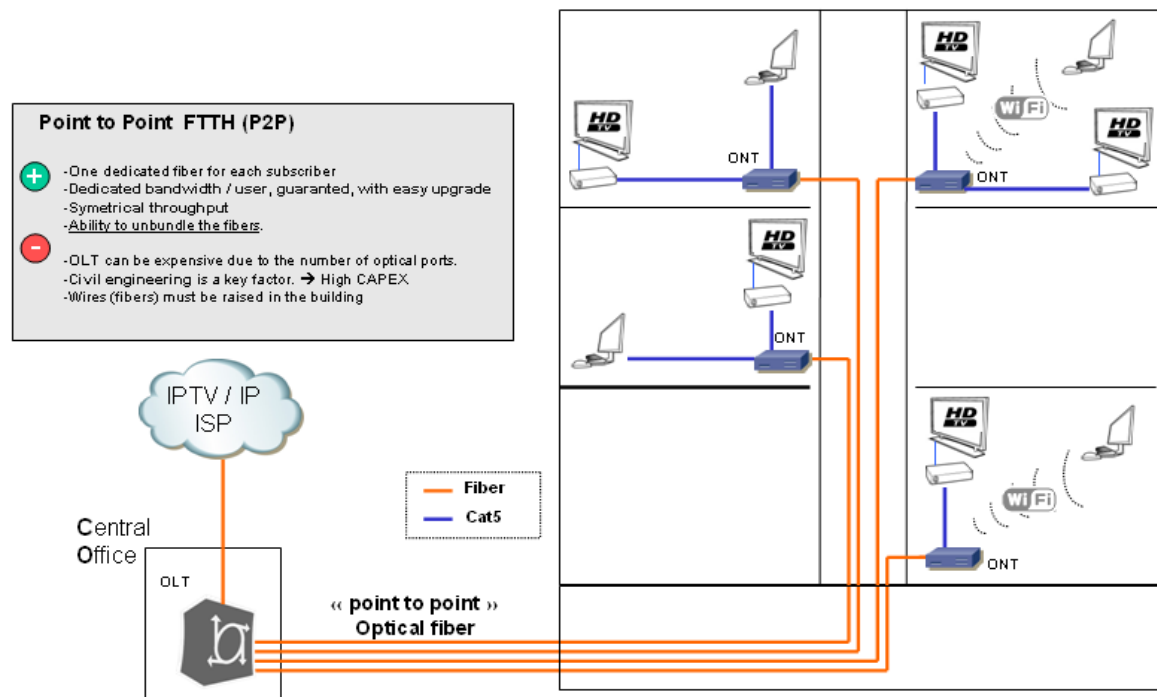 Point to Point FTTH (P2P)
+
-One dedicated fiber for each subscriber
-Dedicated bandwidth / user, guaranted, with easy upgrade
-Symetrical throughput
-Ability to unbundle the fibers.
-
-OLT can be expensive due to the number of optical ports.
-Civil engineering is a key factor. → High CAPEX
-Wires (fibers) must be raised in the building
IPTV / IP
ISP
Central
Office
OLT
‹‹ point to point ››
Optical fiber
Fiber
Cat5
HD
TV
ONT
HD
TV
ONT
HD
TV
WiFi
HD
TV
ONT
HD
TV
WiFi
ONT